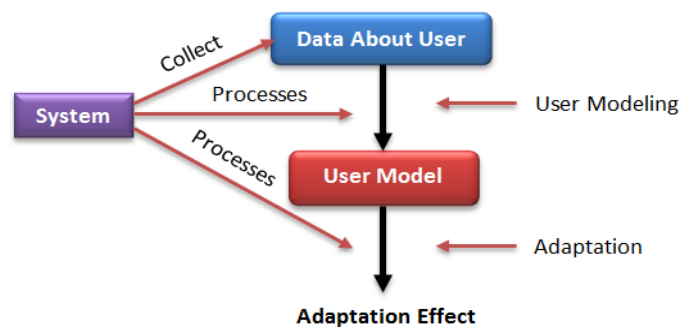 Data About User
Collect
Processes
User Modeling
System
Processes
User Model
Adaptation
Adaptation Effect